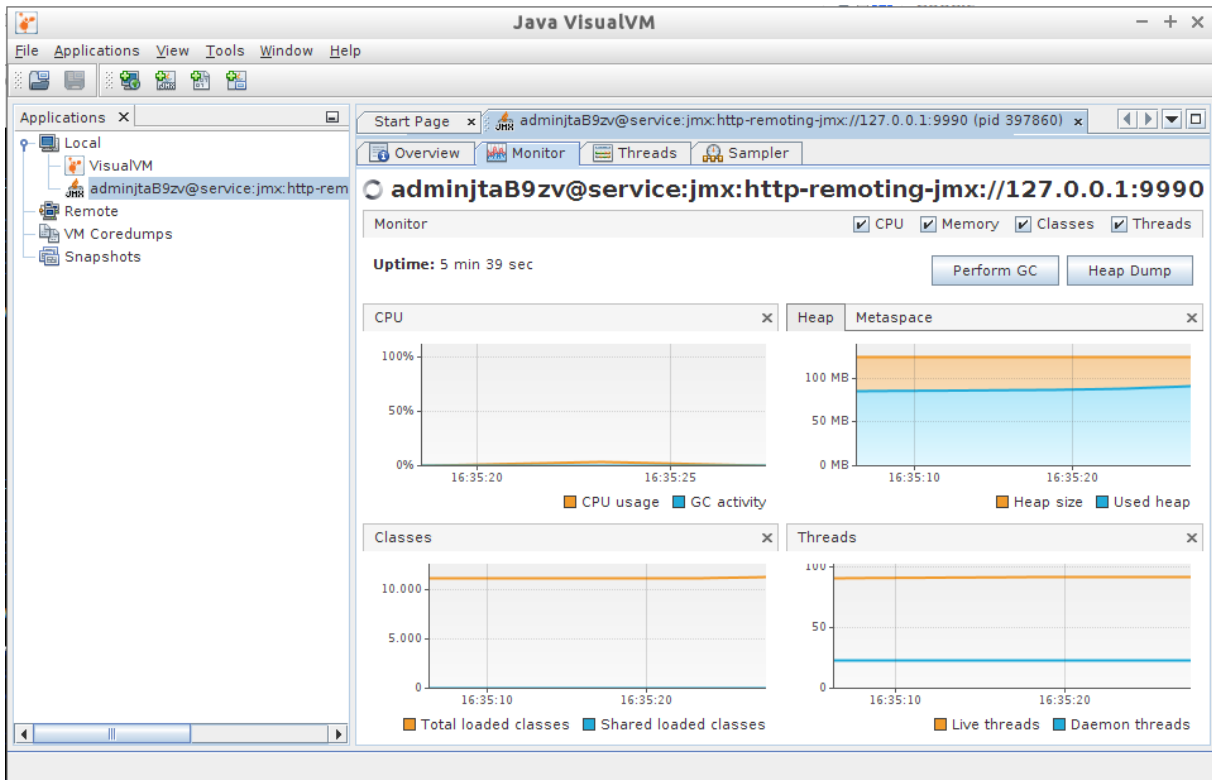 Java VisualVM
File Applications View Tools Window Help
Applications
Local
VisualVM
adminjtaB9zv@service:jmx:http-rem
Remote
VM Coredumps
Snapshots
Start Page
JMX adminjtaB9zv@service:jmx:http-remoting-jmx://127.0.0.1:9990 (pid 397860)
Overview Monitor Threads Sampler
adminjtaB9zv@service:jmx:http-remoting-jmx://127.0.0.1:9990
Monitor CPU Memory Classes Threads
Uptime: 5 min 39 sec Perform GC Heap Dump
CPU
100%
50%
0%
16:35:20 16:35:25
CPU usage GC activity
Heap Metaspace
100 MB
50 MB
0 MB
16:35:10 16:35:20
Heap size Used heap
Classes
10.000
5.000
0
16:35:10 16:35:20
Total loaded classes Shared loaded classes
Threads
100
50
0
16:35:10 16:35:20
Live threads Daemon threads